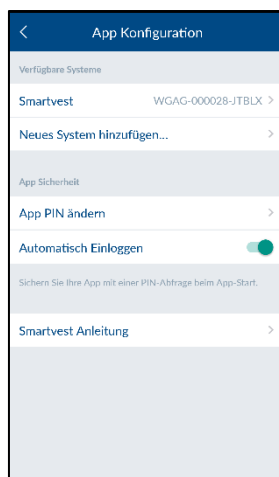 App Konfiguration
Verfügbare Systeme
Smartvest WGAG-000028-JTBLX
Neues System hinzufügen...
App Sicherheit
App PIN ändern
Automatisch Einloggen
Sichern Sie Ihre App mit einer PIN-Abfrage beim App-Start.
Smartvest Anleitung